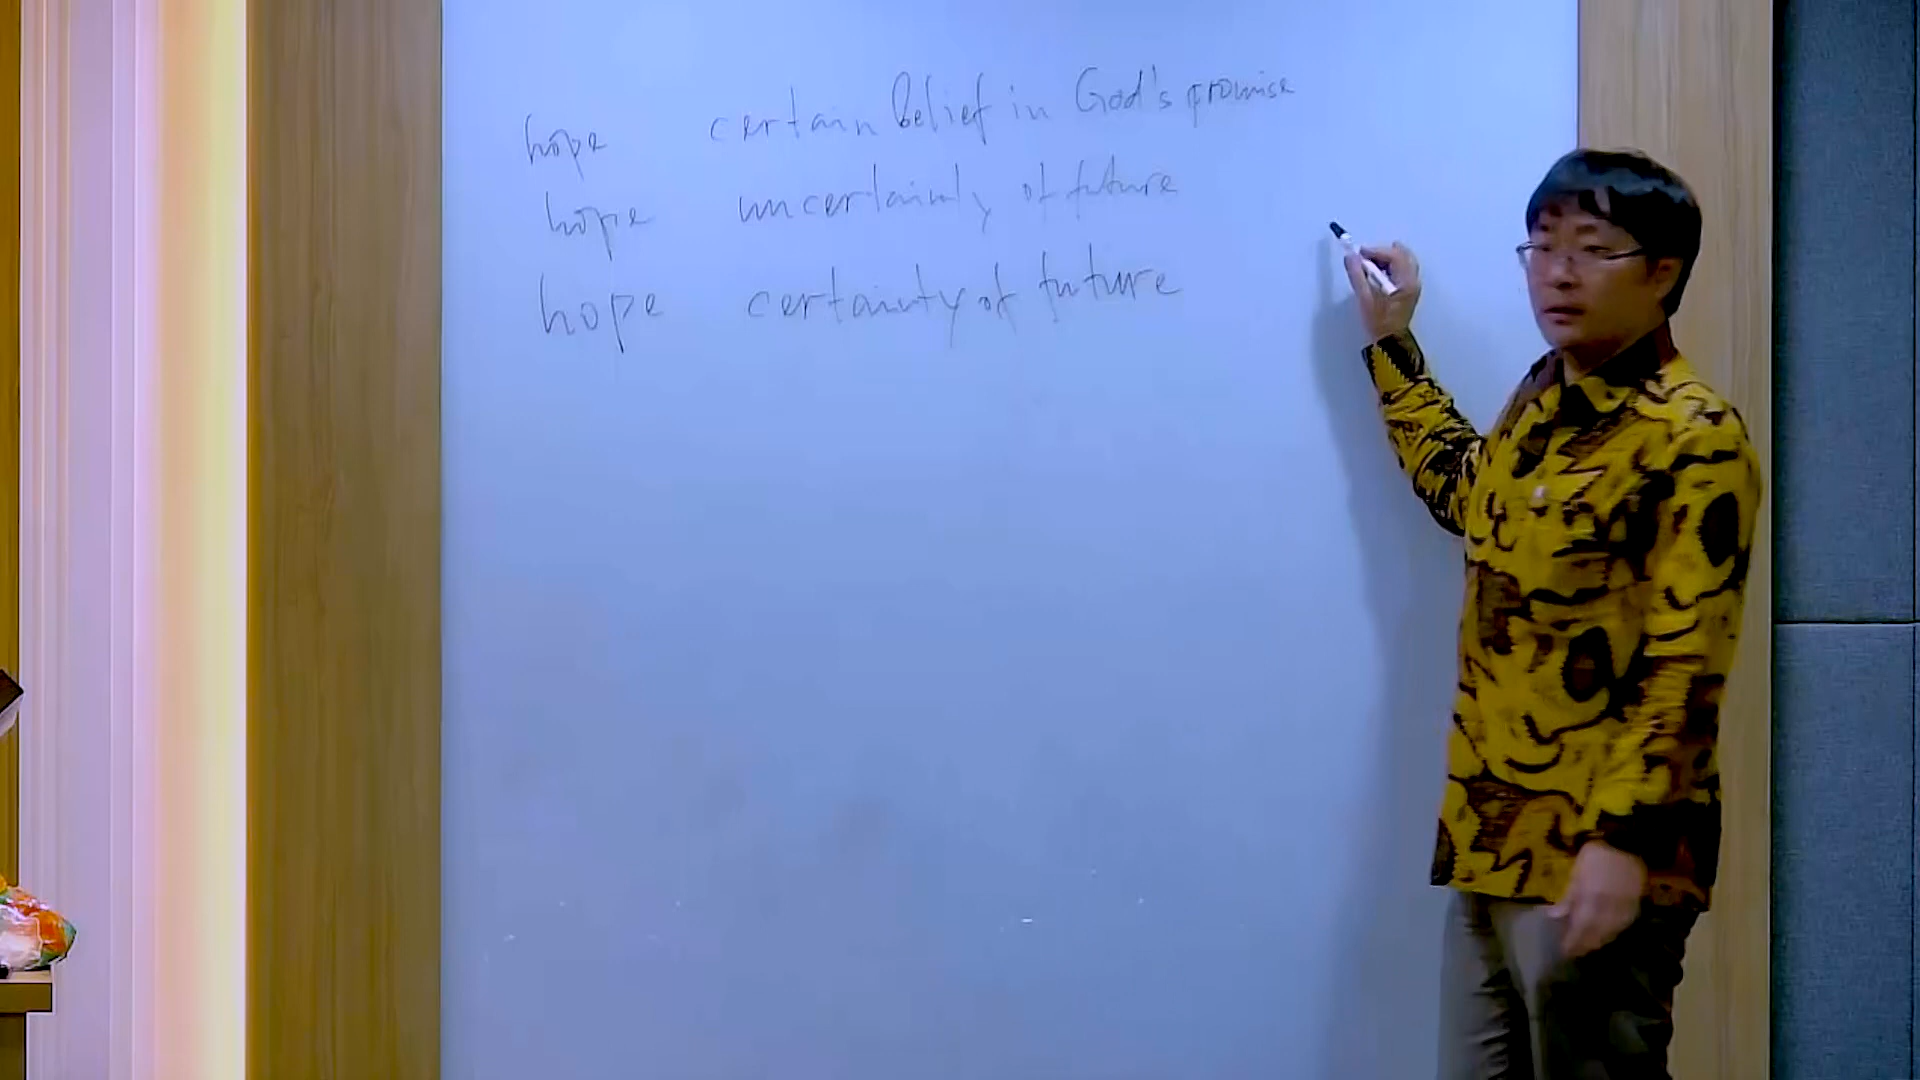 hope certain belief in God's promise
hope uncertainty of future
hope certainty of future